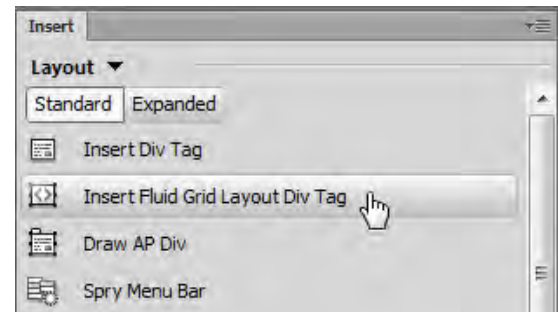 Insert
Layout
Standard Expanded
Insert Div Tag
Insert Fluid Grid Layout Div Tag
Draw AP Div
Spry Menu Bar